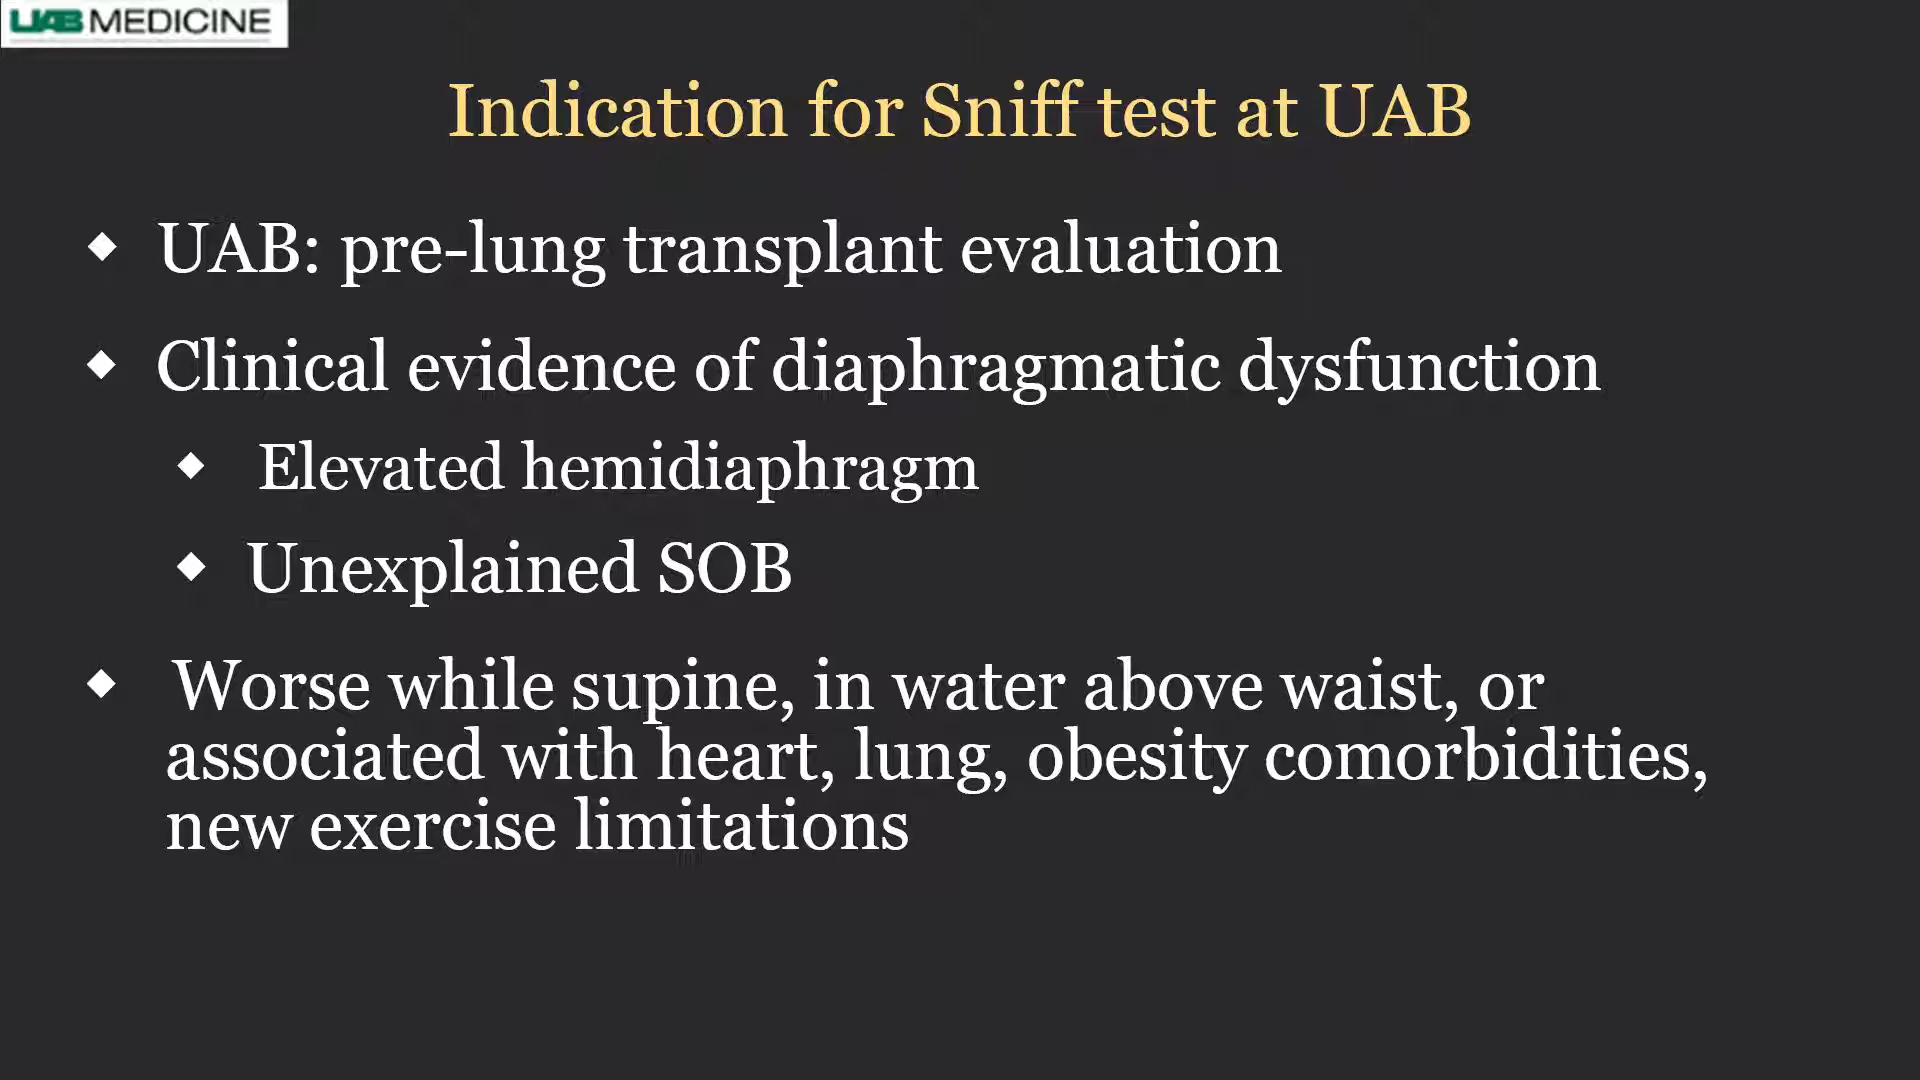 UAB MEDICINE
Indication for Sniff test at UAB
◆ UAB: pre-lung transplant evaluation
◆ Clinical evidence of diaphragmatic dysfunction
◆ Elevated hemidiaphragm
◆ Unexplained SOB
◆ Worse while supine, in water above waist, or
associated with heart, lung, obesity comorbidities,
new exercise limitations